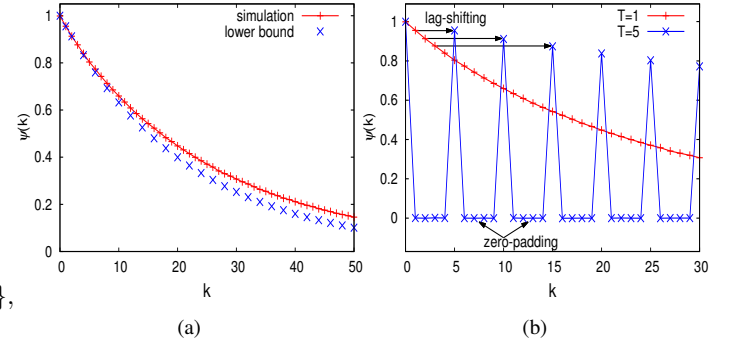 },
1
0.8
0.6
0.4
0.2
0
ψ(k)
simulation
lower bound
0 10 20 30 40 50
k
(a)
1
0.8
0.6
0.4
0.2
0
ψ(k)
lag-shifting
T=1
T=5
zero-padding
0 5 10 15 20 25 30
k
(b)